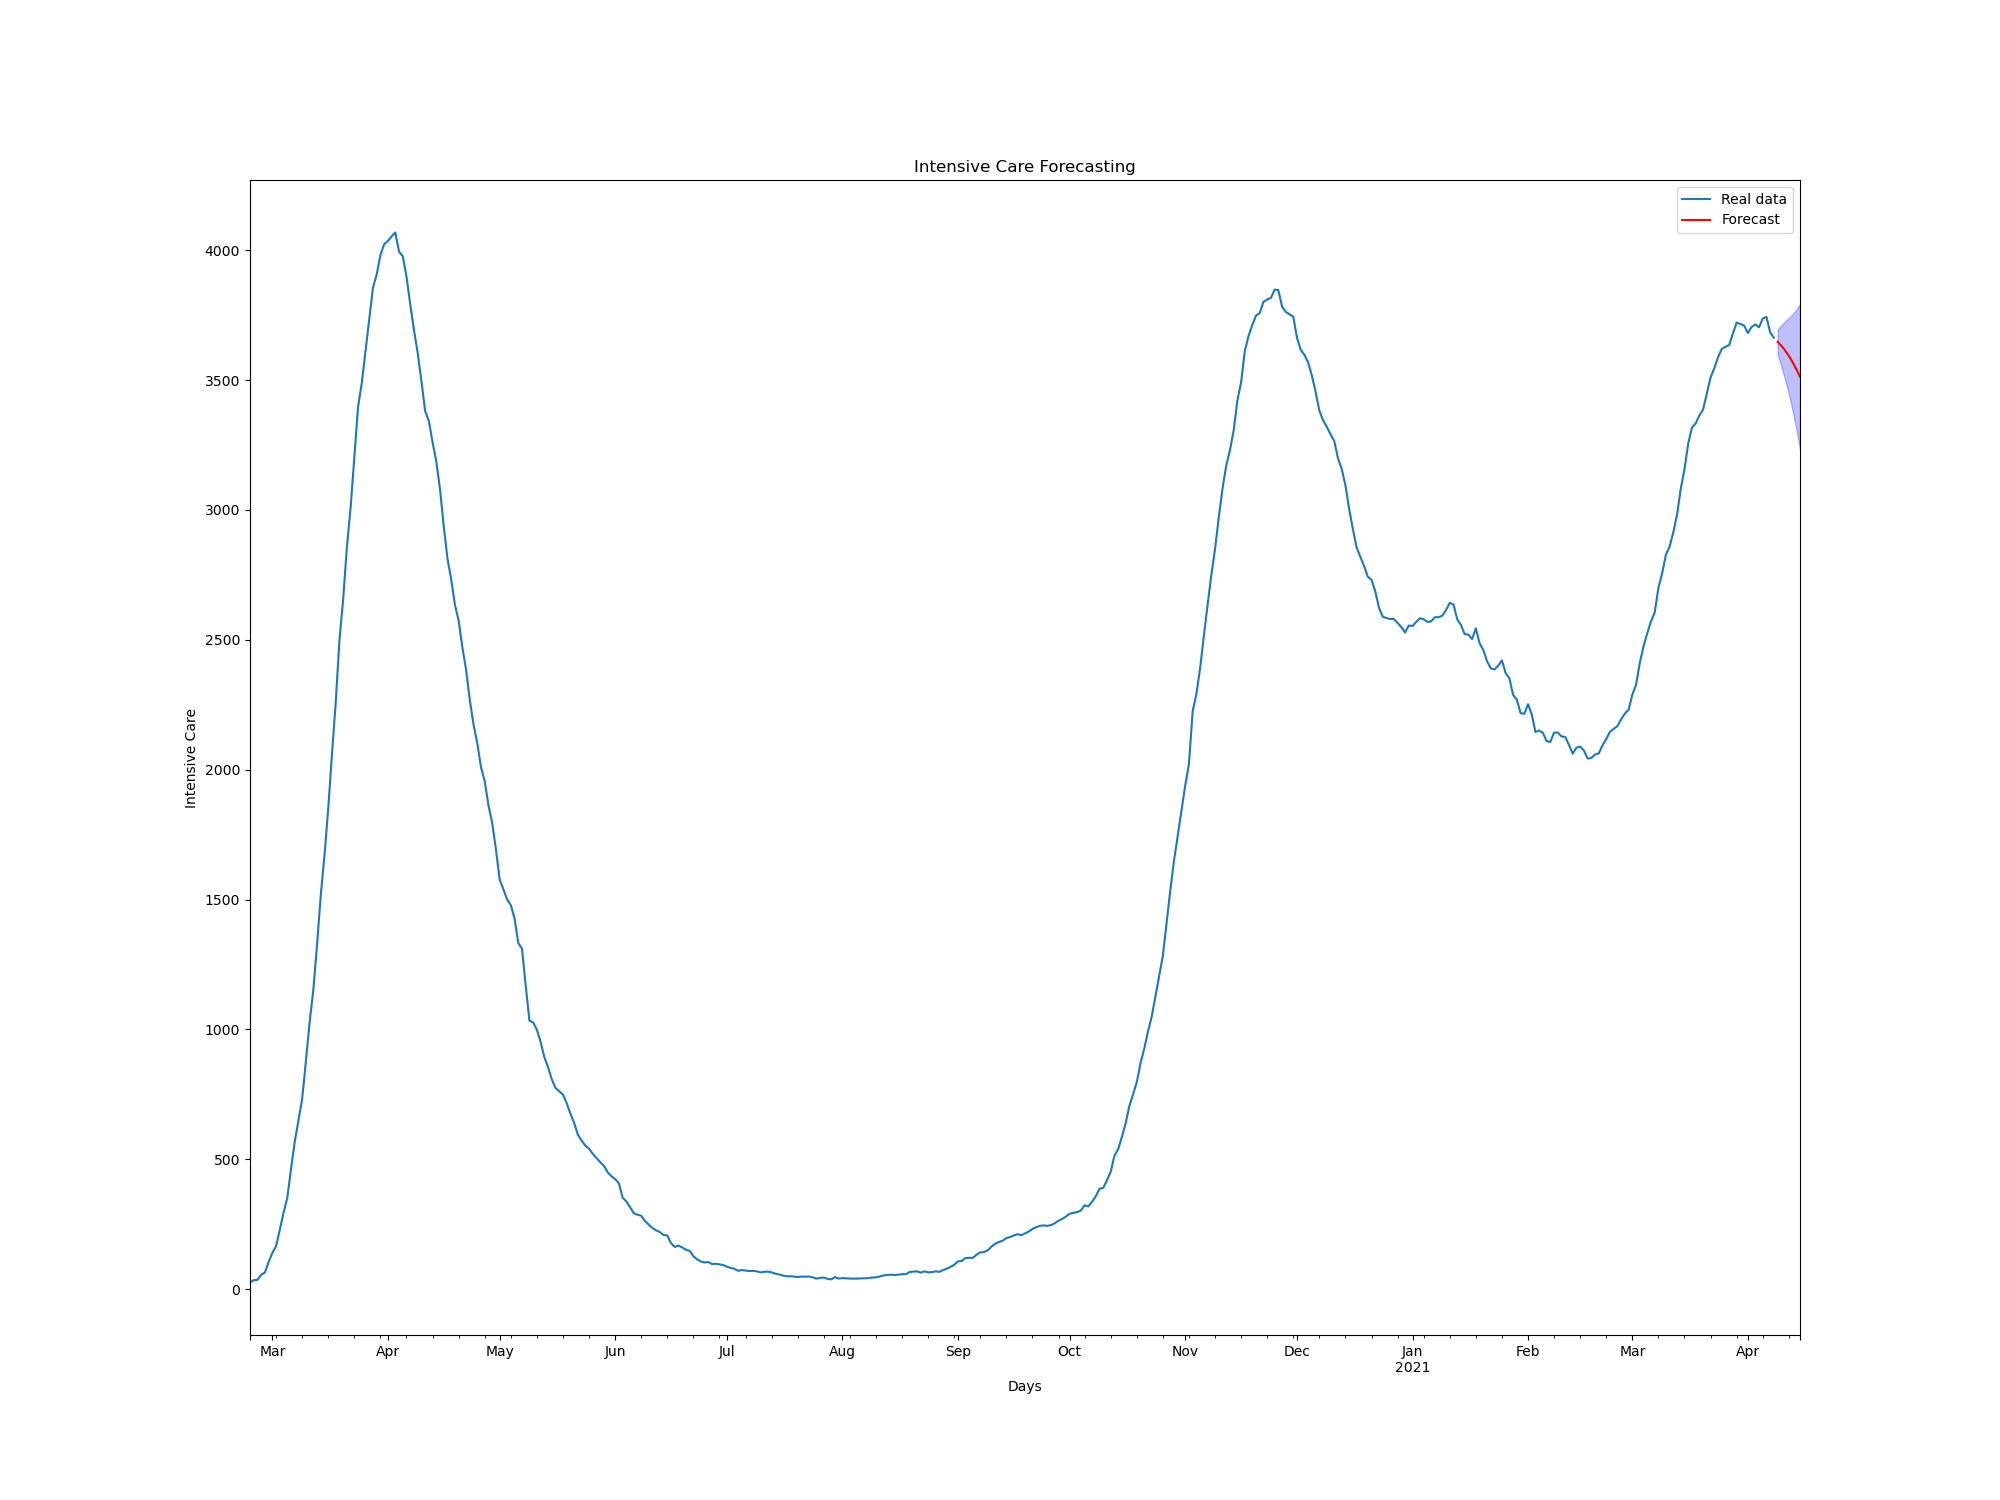 Intensive Care Forecasting
Real data
Forecast
Intensive Care
4000
3500
3000
2500
2000
1500
1000
500
0
Mar Apr May Jun Jul Aug Sep Oct Nov Dec Jan Feb Mar Apr
2021
Days